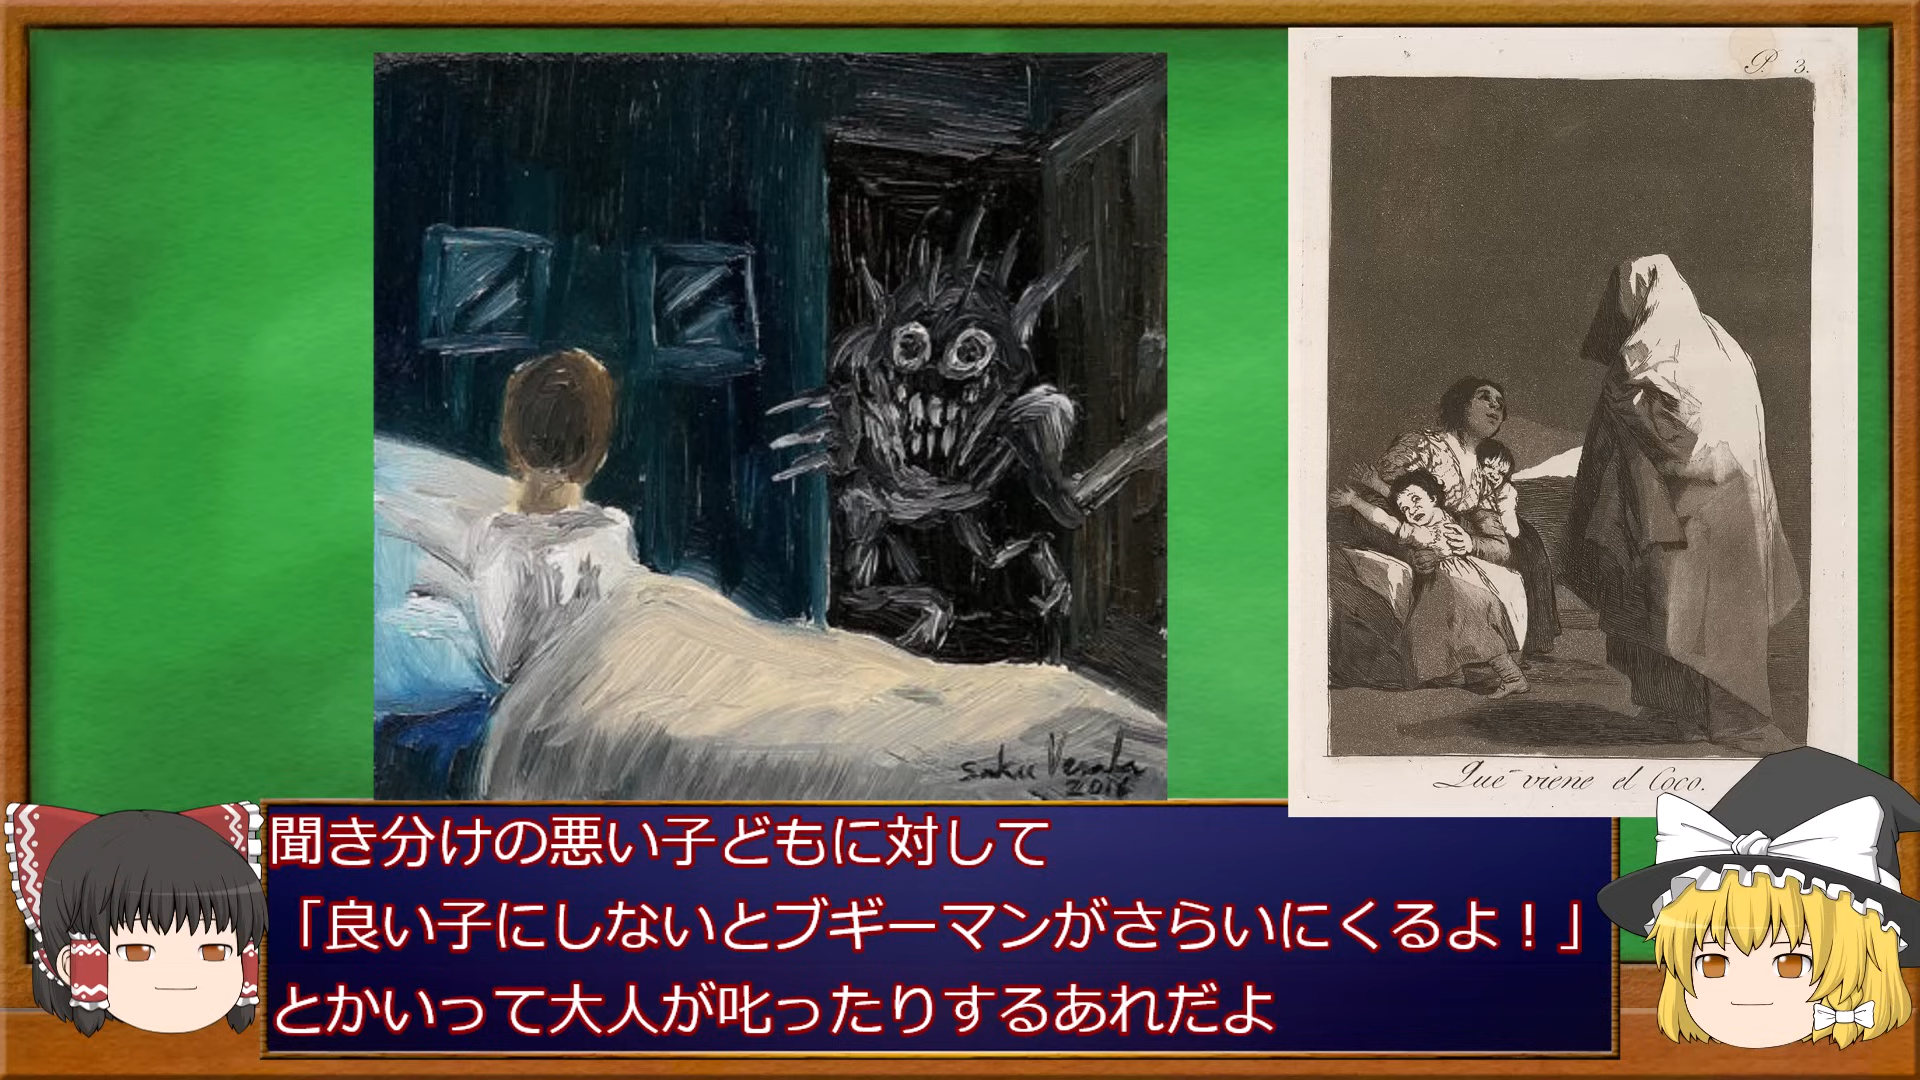 P. 3.
Que viene el Coco.
2016
聞き分けの悪い子どもに対して
「良い子にしないとブギーマンがさらいにくるよ！」
とかいって大人が叱ったりするあれだよ